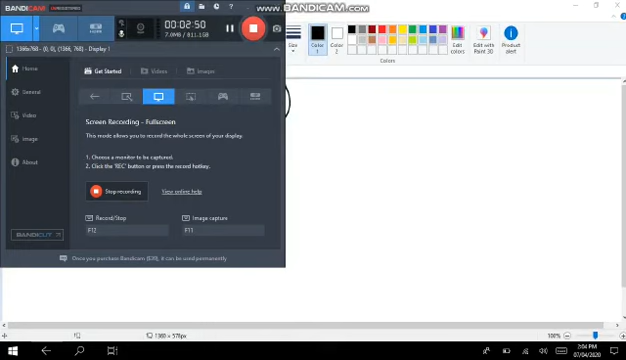 BANDICAM UNREGISTERED
WWW.BANDICAM.COM
00:02:50
7.0MB / 811.1GB
1366x768 - (0, 0), (1366, 768) - Display 1
Home
General
Video
Image
About
BANDICUT
Get Started
Videos
Images
Screen Recording - Fullscreen
This mode allows you to record the whole screen of your display.
1. Choose a monitor to be captured.
2. Click the 'REC' button or press the record hotkey.
Stop recording
View online help
Record/Stop
Image capture
F12
F11
Once you purchase Bandicam ($39), it can be used permanently
Size
Color
1
Color
2
Edit
colors
Edit with
Paint 3D
Product
alert
Colors
1360 × 576px
100%
3:04 PM
07/04/2020